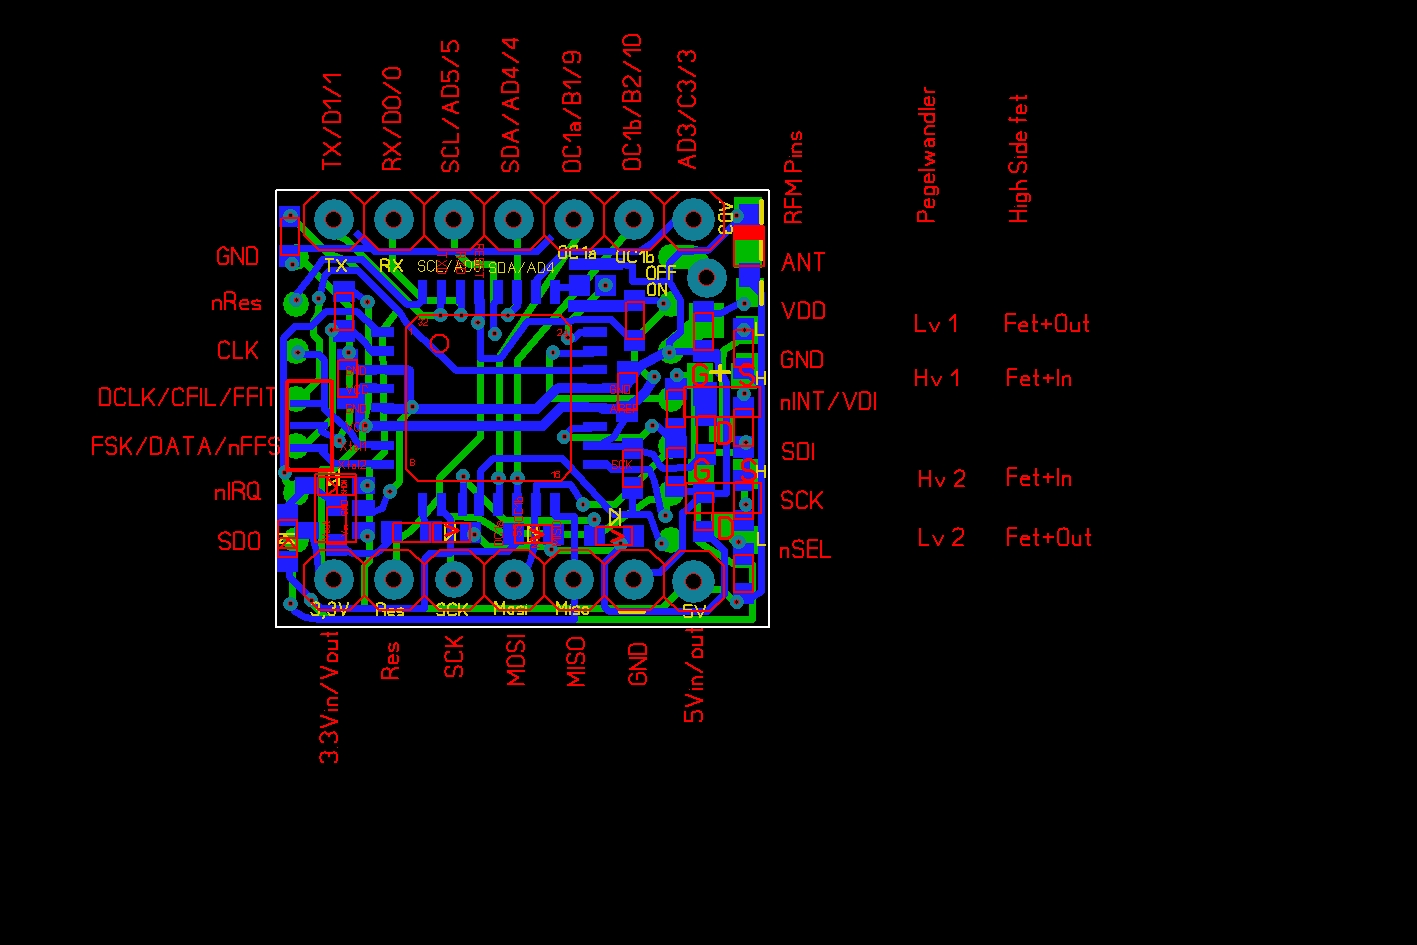 TX/D1/1
RX/D0/0
SCL/AD5/5
SDA/AD4/4
OC1a/B1/9
OC1b/B2/10
AD3/C3/3
RFM Pins
Pegelwandler
High Side fet
GND
nRes
CLK
DCLK/CFIL/FFIT
FSK/DATA/nFFS
nIRQ
SDO
TX
RX
SCL/AD5
SDA/AD4
OC1a
OC1b
OFF
ON
ANT
VDD
GND
nINT/VDI
SDI
SCK
nSEL
Lv 1
Fet+Out
Hv 1
Fet+In
Hv 2
Fet+In
Lv 2
Fet+Out
L
H
H
L
G
+
S
D
G
S
D
32
8
16
SCK
3,3V
Res
SCK
Mosi
Miso
5V
3.3Vin/Vout
Res
SCK
MOSI
MISO
GND
5Vin/out